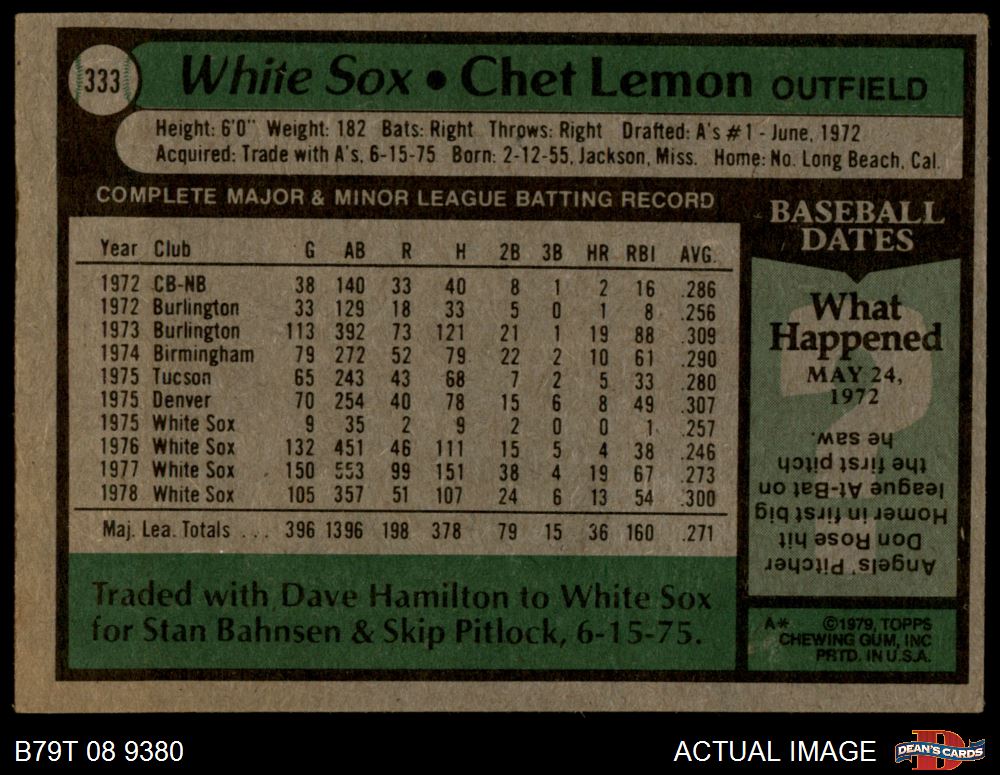 333 White Sox • Chet Lemon OUTFIELD
Height: 6'0" Weight: 182 Bats: Right Throws: Right Drafted: A's #1 - June, 1972
Acquired: Trade with A's, 6-15-75 Born: 2-12-55, Jackson, Miss. Home: No. Long Beach, Cal.
COMPLETE MAJOR & MINOR LEAGUE BATTING RECORD
Year Club G AB R H 2B 3B HR RBI AVG.
1972 CB-NB 38 140 33 40 8 1 2 16 .286
1972 Burlington 33 129 18 33 5 0 1 8 .256
1973 Burlington 113 392 73 121 21 1 19 88 .309
1974 Birmingham 79 272 52 79 22 2 10 61 .290
1975 Tucson 65 243 43 68 7 2 5 33 .280
1975 Denver 70 254 40 78 15 6 8 49 .307
1975 White Sox 9 35 2 9 2 0 0 1 .257
1976 White Sox 132 451 46 111 15 5 4 38 .246
1977 White Sox 150 553 99 151 38 4 19 67 .273
1978 White Sox 105 357 51 107 24 6 13 54 .300
Maj. Lea. Totals ... 396 1396 198 378 79 15 36 160 .271
Traded with Dave Hamilton to White Sox
for Stan Bahnsen & Skip Pitlock, 6-15-75.
BASEBALL
DATES
What
Happened
MAY 24,
1972
?
Angels' Pitcher
Don Rose hit
Homer in first big
league At-Bat on
the first pitch
he saw.
A* ©1979, TOPPS
CHEWING GUM, INC
PRTD. IN U.S.A.
B79T 08 9380
ACTUAL IMAGE
D
DEAN'S CARDS